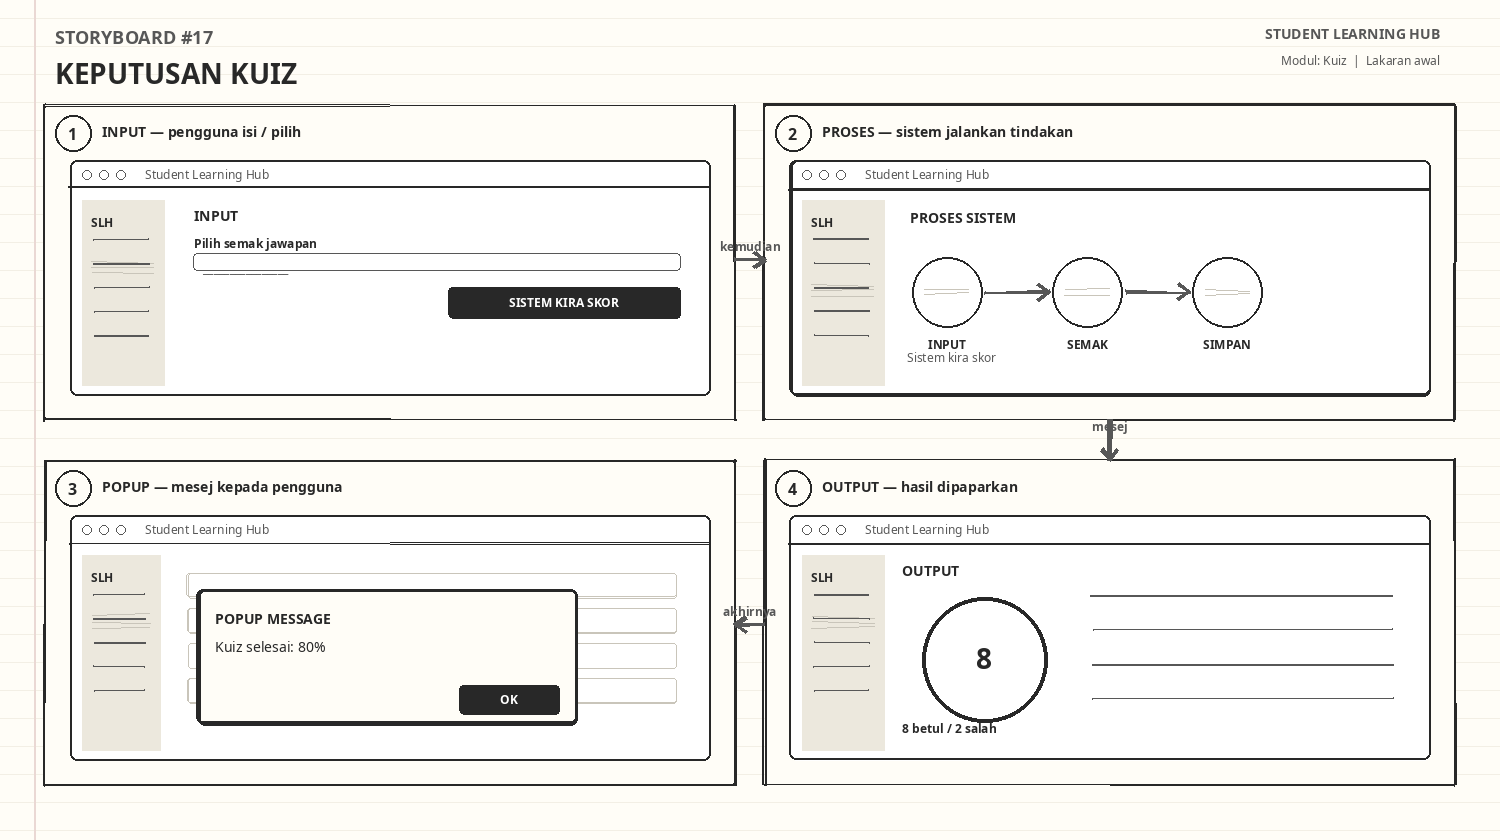 STORYBOARD #17
KEPUTUSAN KUIZ
STUDENT LEARNING HUB
Modul: Kuiz | Lakaran awal
1
INPUT — pengguna isi / pilih
Student Learning Hub
SLH
INPUT
Pilih semak jawapan
SISTEM KIRA SKOR
kemudian
2
PROSES — sistem jalankan tindakan
Student Learning Hub
SLH
PROSES SISTEM
INPUT
SEMAK
SIMPAN
Sistem kira skor
mesej
3
POPUP — mesej kepada pengguna
Student Learning Hub
SLH
POPUP MESSAGE
Kuiz selesai: 80%
OK
akhirnya
4
OUTPUT — hasil dipaparkan
Student Learning Hub
SLH
OUTPUT
8
8 betul / 2 salah